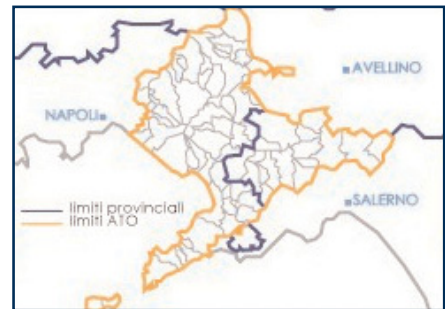 AVELLINO
NAPOLI
limiti provinciali
limiti ATO
SALERNO